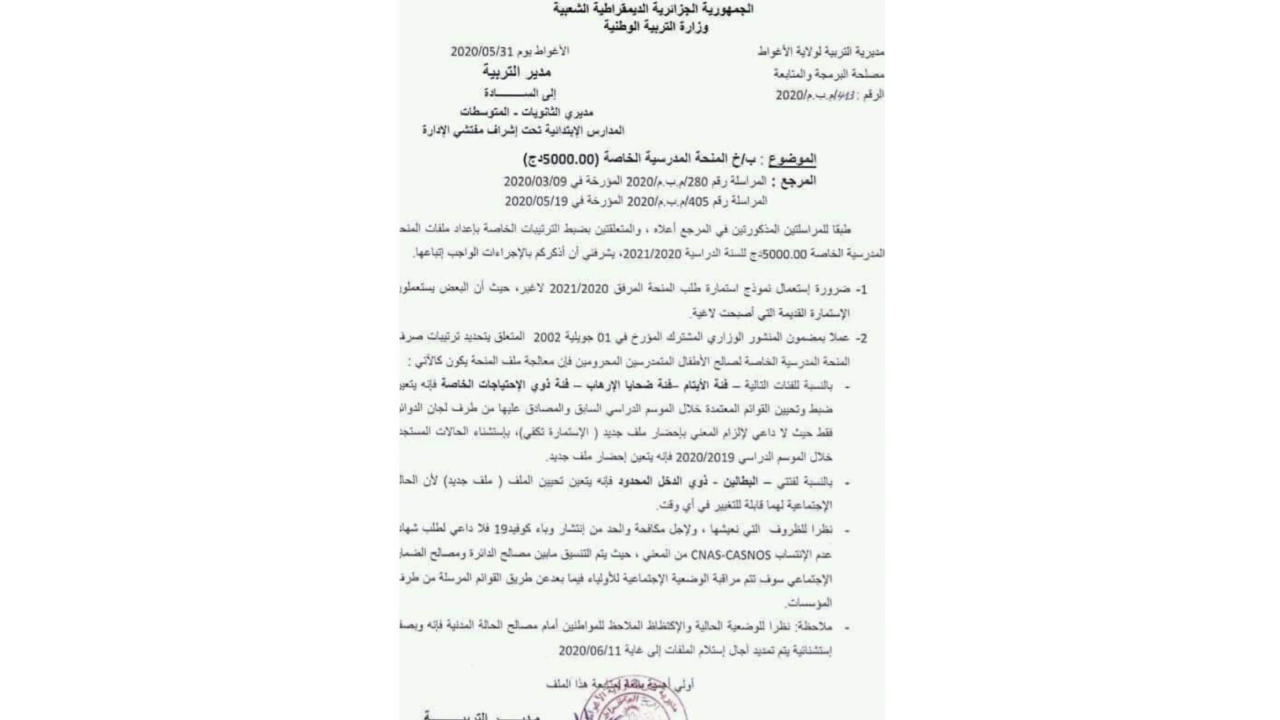 الجمهورية الجزائرية الديمقراطية الشعبية
وزارة التربية الوطنية
مديرية التربية لولاية الأغواط
الأغواط يوم 2020/05/31
مصلحة البرمجة والمتابعة
مدير التربية
الرقم : 443/م.ب.م/2020
إلى الســـــــادة
مديري الثانويات - المتوسطات
المدارس الإبتدائية تحت إشراف مفتشي الإدارة
الموضوع : ب/خ المنحة المدرسية الخاصة (5000.00دج)
المرجع : المراسلة رقم 280/م.ب.م/2020 المؤرخة في 2020/03/09
المراسلة رقم 405/م.ب.م/2020 المؤرخة في 2020/05/19
طبقا للمراسلتين المذكورتين في المرجع أعلاه ، والمتعلقتين بضبط الترتيبات الخاصة بإعداد ملفات المنحة
المدرسية الخاصة 5000.00دج للسنة الدراسية 2021/2020، يشرفني أن أذكركم بالإجراءات الواجب إتباعها.
1- ضرورة إستعمال نموذج استمارة طلب المنحة المرفق 2021/2020 لاغير، حيث أن البعض يستعملون
الإستمارة القديمة التي أصبحت لاغية.
2- عملا بمضمون المنشور الوزاري المشترك المؤرخ في 01 جويلية 2002 المتعلق بتحديد ترتيبات صرف
المنحة المدرسية الخاصة لصالح الأطفال المتمدرسين المحرومين فإن معالجة ملف المنحة يكون كالآتي :
- بالنسبة للفئات التالية – فئة الأيتام –فئة ضحايا الإرهاب – فئة ذوي الإحتياجات الخاصة فإنه يتعين
ضبط وتحيين القوائم المعتمدة خلال الموسم الدراسي السابق والمصادق عليها من طرف لجان الدوائر
فقط حيث لا داعي لإلزام المعني بإحضار ملف جديد ( الإستمارة تكفي)، بإستثناء الحالات المستجدة
خلال الموسم الدراسي 2020/2019 فإنه يتعين إحضار ملف جديد.
- بالنسبة لفئتي – البطالين - ذوي الدخل المحدود فإنه يتعين تحيين الملف ( ملف جديد) لأن الحالة
الإجتماعية لهما قابلة للتغيير في أي وقت.
- نظرا للظروف التي نعيشها ، ولإجل مكافحة والحد من إنتشار وباء كوفيد19 فلا داعي لطلب شهادة
عدم الإنتساب CNAS-CASNOS من المعني ، حيث يتم التنسيق مابين مصالح الدائرة ومصالح الضمان
الإجتماعي سوف تتم مراقبة الوضعية الإجتماعية للأولياء فيما بعدعن طريق القوائم المرسلة من طرف
المؤسسات.
- ملاحظة: نظرا للوضعية الحالية والإكتظاظ الملاحظ للمواطنين أمام مصالح الحالة المدنية فإنه وبصفة
إستثنائية يتم تمديد آجال إستلام الملفات إلى غاية 2020/06/11
أولي أهمية بالغة لمتابعة هذا الملف
مديــر التربيـــــــة